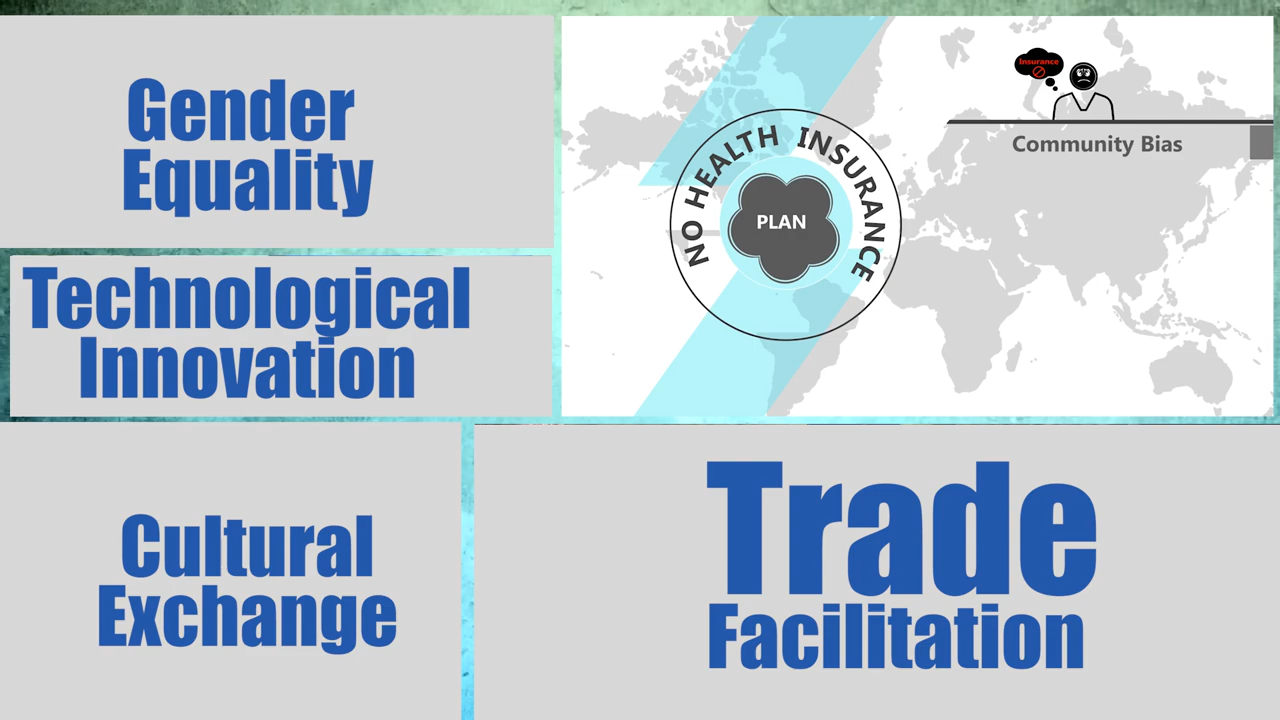 Gender
Equality
Technological
Innovation
NO HEALTH INSURANCE
PLAN
Insurance
Community Bias
Cultural
Exchange
Trade
Facilitation